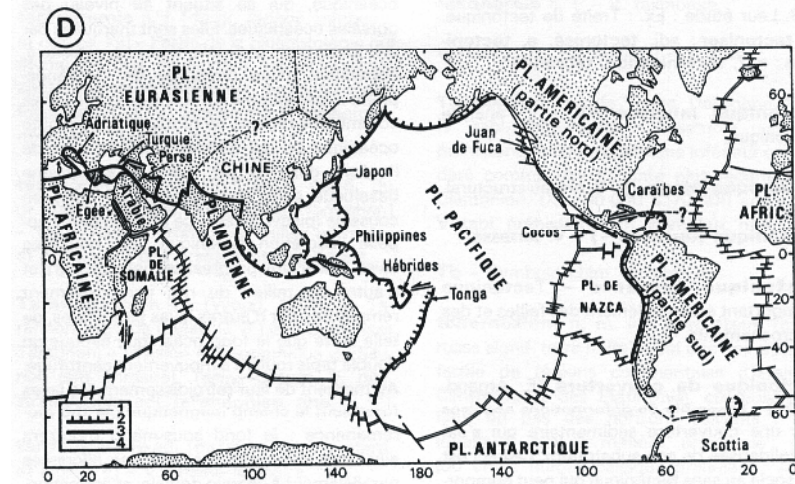 D
PL.
EURASIENNE
PL. AMERICAINE
(partie nord)
60
Adriatique
Turquie
Perse
?
CHINE
Juan
de Fuca
Japon
Caraïbes
?
PL
AFRIC.
Egée
Arabie
PL AFRICAINE
PL. INDIENNE
PL. PACIFIQUE
Philippines
Cocos
PL.
DE
SOMALIE
Hébrides
Tonga
PL. DE
NAZCA
PL AMERICAINE
(partie sud)
0
0
20
40
60
1
2
3
4
?
(?)
Scottia
PL. ANTARCTIQUE
0
20
60
100
140
180
140
100
60
20
0